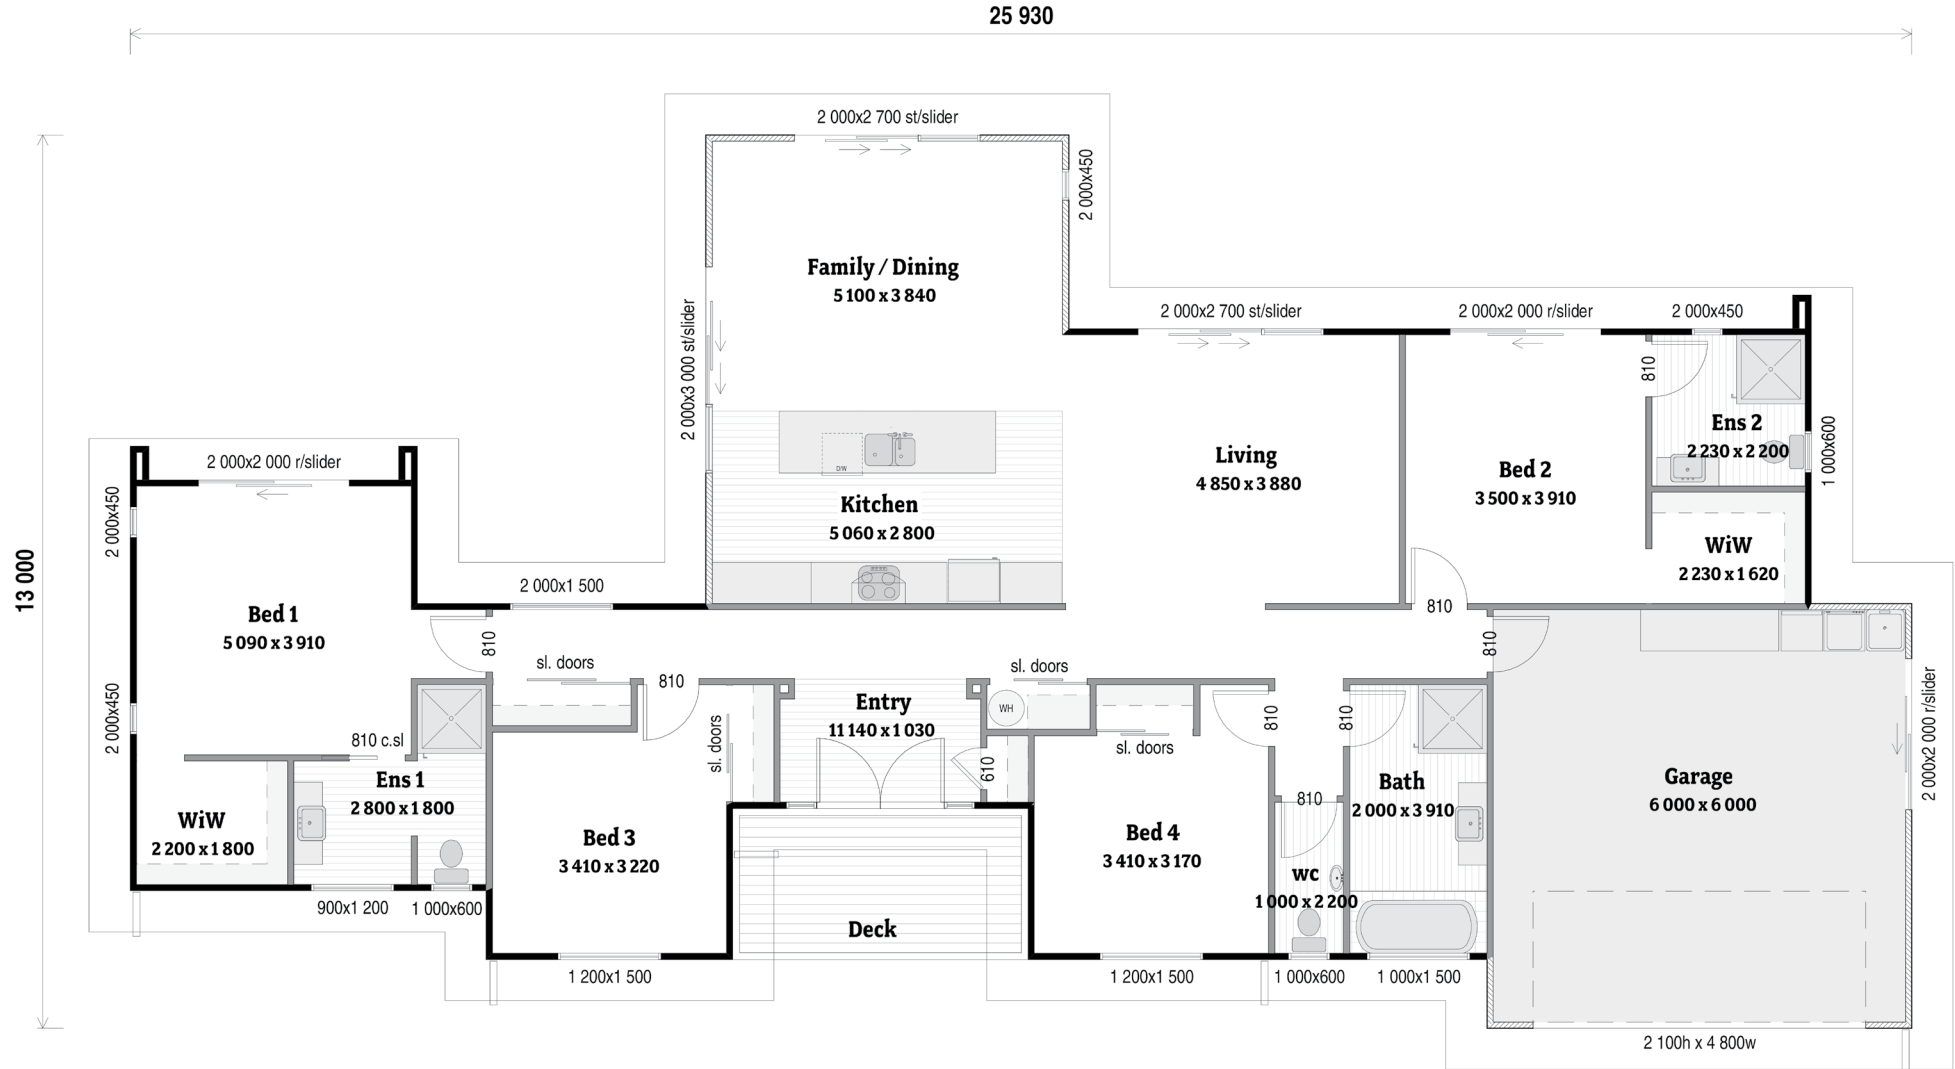 25 930
2 000x2 700 st/slider
2 000x450
Family / Dining
5 100 x 3 840
2 000x3 000 st/slider
2 000x2 700 st/slider
2 000x2 000 r/slider
2 000x450
810
Ens 2
2 230 x 2 200
1 000x600
Living
4 850 x 3 880
Bed 2
3 500 x 3 910
D/W
Kitchen
5 060 x 2 800
WiW
2 230 x 1 620
2 000x2 000 r/slider
2 000x450
13 000
2 000x1 500
810
Bed 1
5 090 x 3 910
810
810
sl. doors
810
sl. doors
Entry
11 140 x 1 030
WH
2 000x450
810 c.sl
sl. doors
610
sl. doors
810
810
2 000x2 000 r/slider
Ens 1
2 800 x 1 800
WiW
2 200 x 1 800
Bed 3
3 410 x 3 220
Bed 4
3 410 x 3 170
810
Bath
2 000 x 3 910
Garage
6 000 x 6 000
wc
1 000 x 2 200
900x1 200
1 000x600
Deck
1 200x1 500
1 200x1 500
1 000x600
1 000x1 500
2 100h x 4 800w